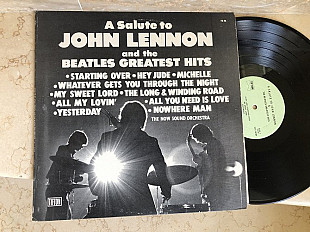 A Salute to
JOHN LENNON
and the
BEATLES GREATEST HITS
• STARTING OVER • HEY JUDE • MICHELLE
• WHATEVER GETS YOU THROUGH THE NIGHT
• MY SWEET LORD • THE LONG & WINDING ROAD
• ALL MY LOVIN' • ALL YOU NEED IS LOVE
• YESTERDAY • NOWHERE MAN
THE NOW SOUND ORCHESTRA